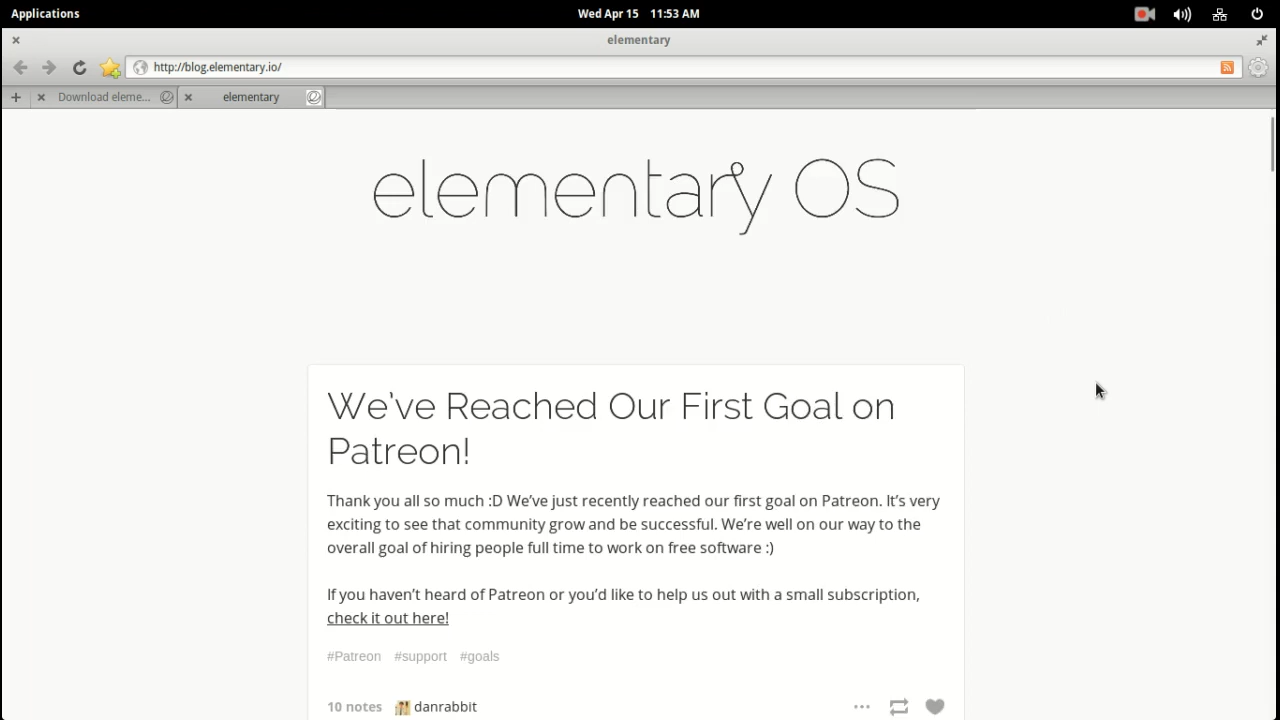 Applications
Wed Apr 15 11:53 AM
elementary
http://blog.elementary.io/
Download eleme...
elementary
elementary OS
We've Reached Our First Goal on
Patreon!
Thank you all so much :D We’ve just recently reached our first goal on Patreon. It’s very
exciting to see that community grow and be successful. We’re well on our way to the
overall goal of hiring people full time to work on free software :)
If you haven’t heard of Patreon or you’d like to help us out with a small subscription,
check it out here!
#Patreon #support #goals
10 notes danrabbit